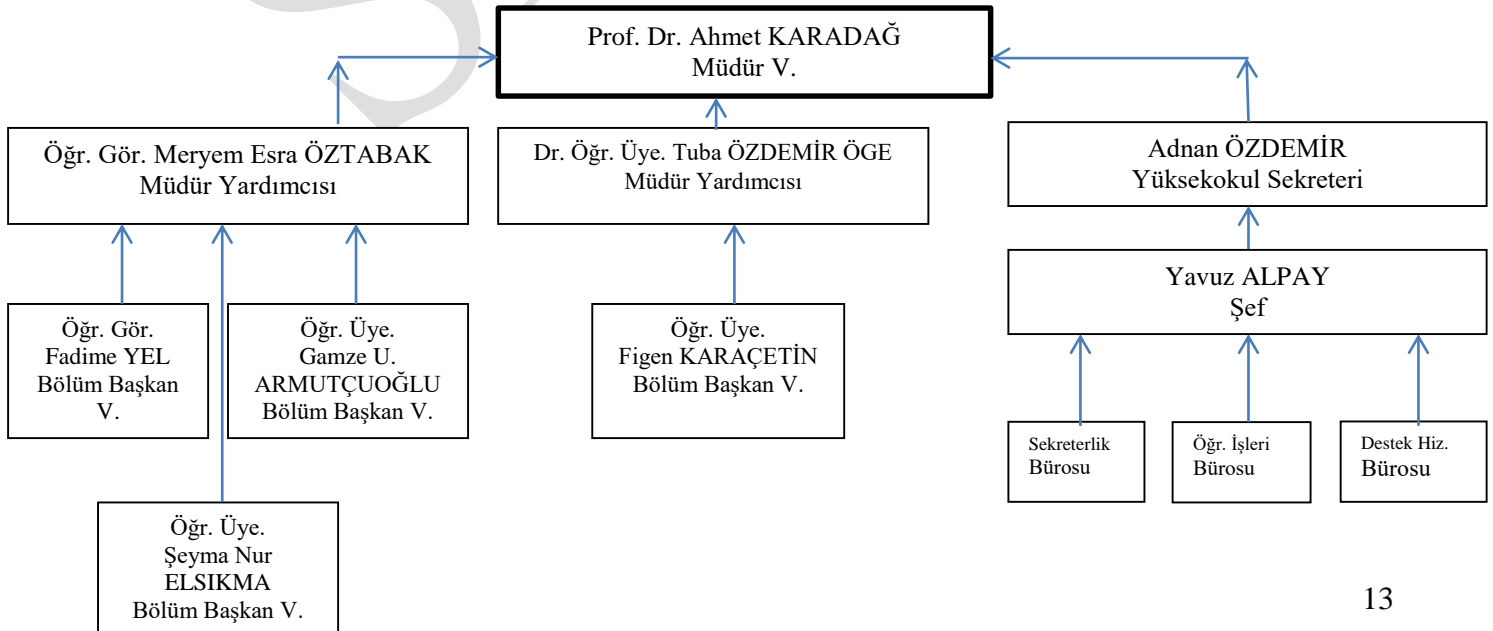 Prof. Dr. Ahmet KARADAĞ
Müdür V.
Öğr. Gör. Meryem Esra ÖZTABAK
Müdür Yardımcısı
Dr. Öğr. Üye. Tuba ÖZDEMİR ÖGE
Müdür Yardımcısı
Adnan ÖZDEMİR
Yüksekokul Sekreteri
Yavuz ALPAY
Şef
Öğr. Gör.
Fadime YEL
Bölüm Başkan
V.
Öğr. Üye.
Gamze U.
ARMUTÇUOĞLU
Bölüm Başkan V.
Öğr. Üye.
Figen KARAÇETİN
Bölüm Başkan V.
Sekreterlik
Bürosu
Öğr. İşleri
Bürosu
Destek Hiz.
Bürosu
Öğr. Üye.
Şeyma Nur
ELSIKMA
Bölüm Başkan V.
13